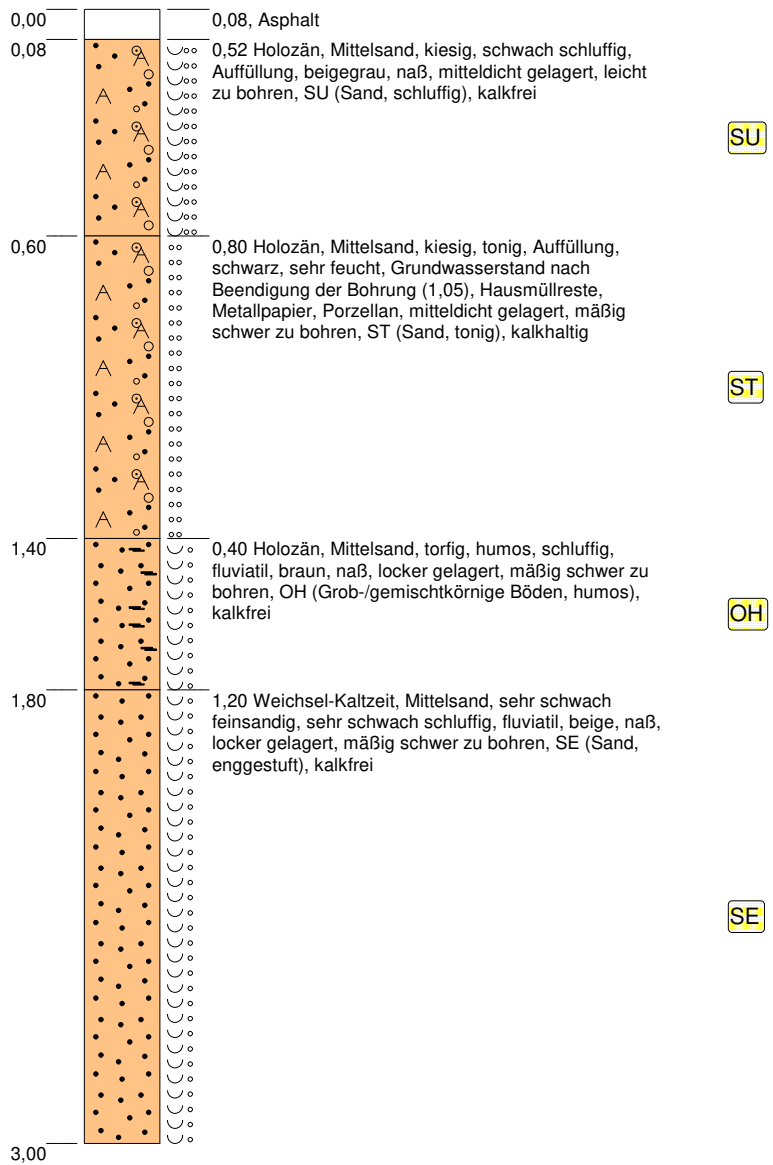 0,00
0,08, Asphalt
0,08
0,52 Holozän, Mittelsand, kiesig, schwach schluffig,
Auffüllung, beigegrau, naß, mitteldicht gelagert, leicht
zu bohren, SU (Sand, schluffig), kalkfrei
SU
0,60
0,80 Holozän, Mittelsand, kiesig, tonig, Auffüllung,
schwarz, sehr feucht, Grundwasserstand nach
Beendigung der Bohrung (1,05), Hausmüllreste,
Metallpapier, Porzellan, mitteldicht gelagert, mäßig
schwer zu bohren, ST (Sand, tonig), kalkhaltig
ST
1,40
0,40 Holozän, Mittelsand, torfig, humos, schluffig,
fluviatil, braun, naß, locker gelagert, mäßig schwer zu
bohren, OH (Grob-/gemischtkörnige Böden, humos),
kalkfrei
OH
1,80
1,20 Weichsel-Kaltzeit, Mittelsand, sehr schwach
feinsandig, sehr schwach schluffig, fluviatil, beige, naß,
locker gelagert, mäßig schwer zu bohren, SE (Sand,
enggestuft), kalkfrei
SE
3,00